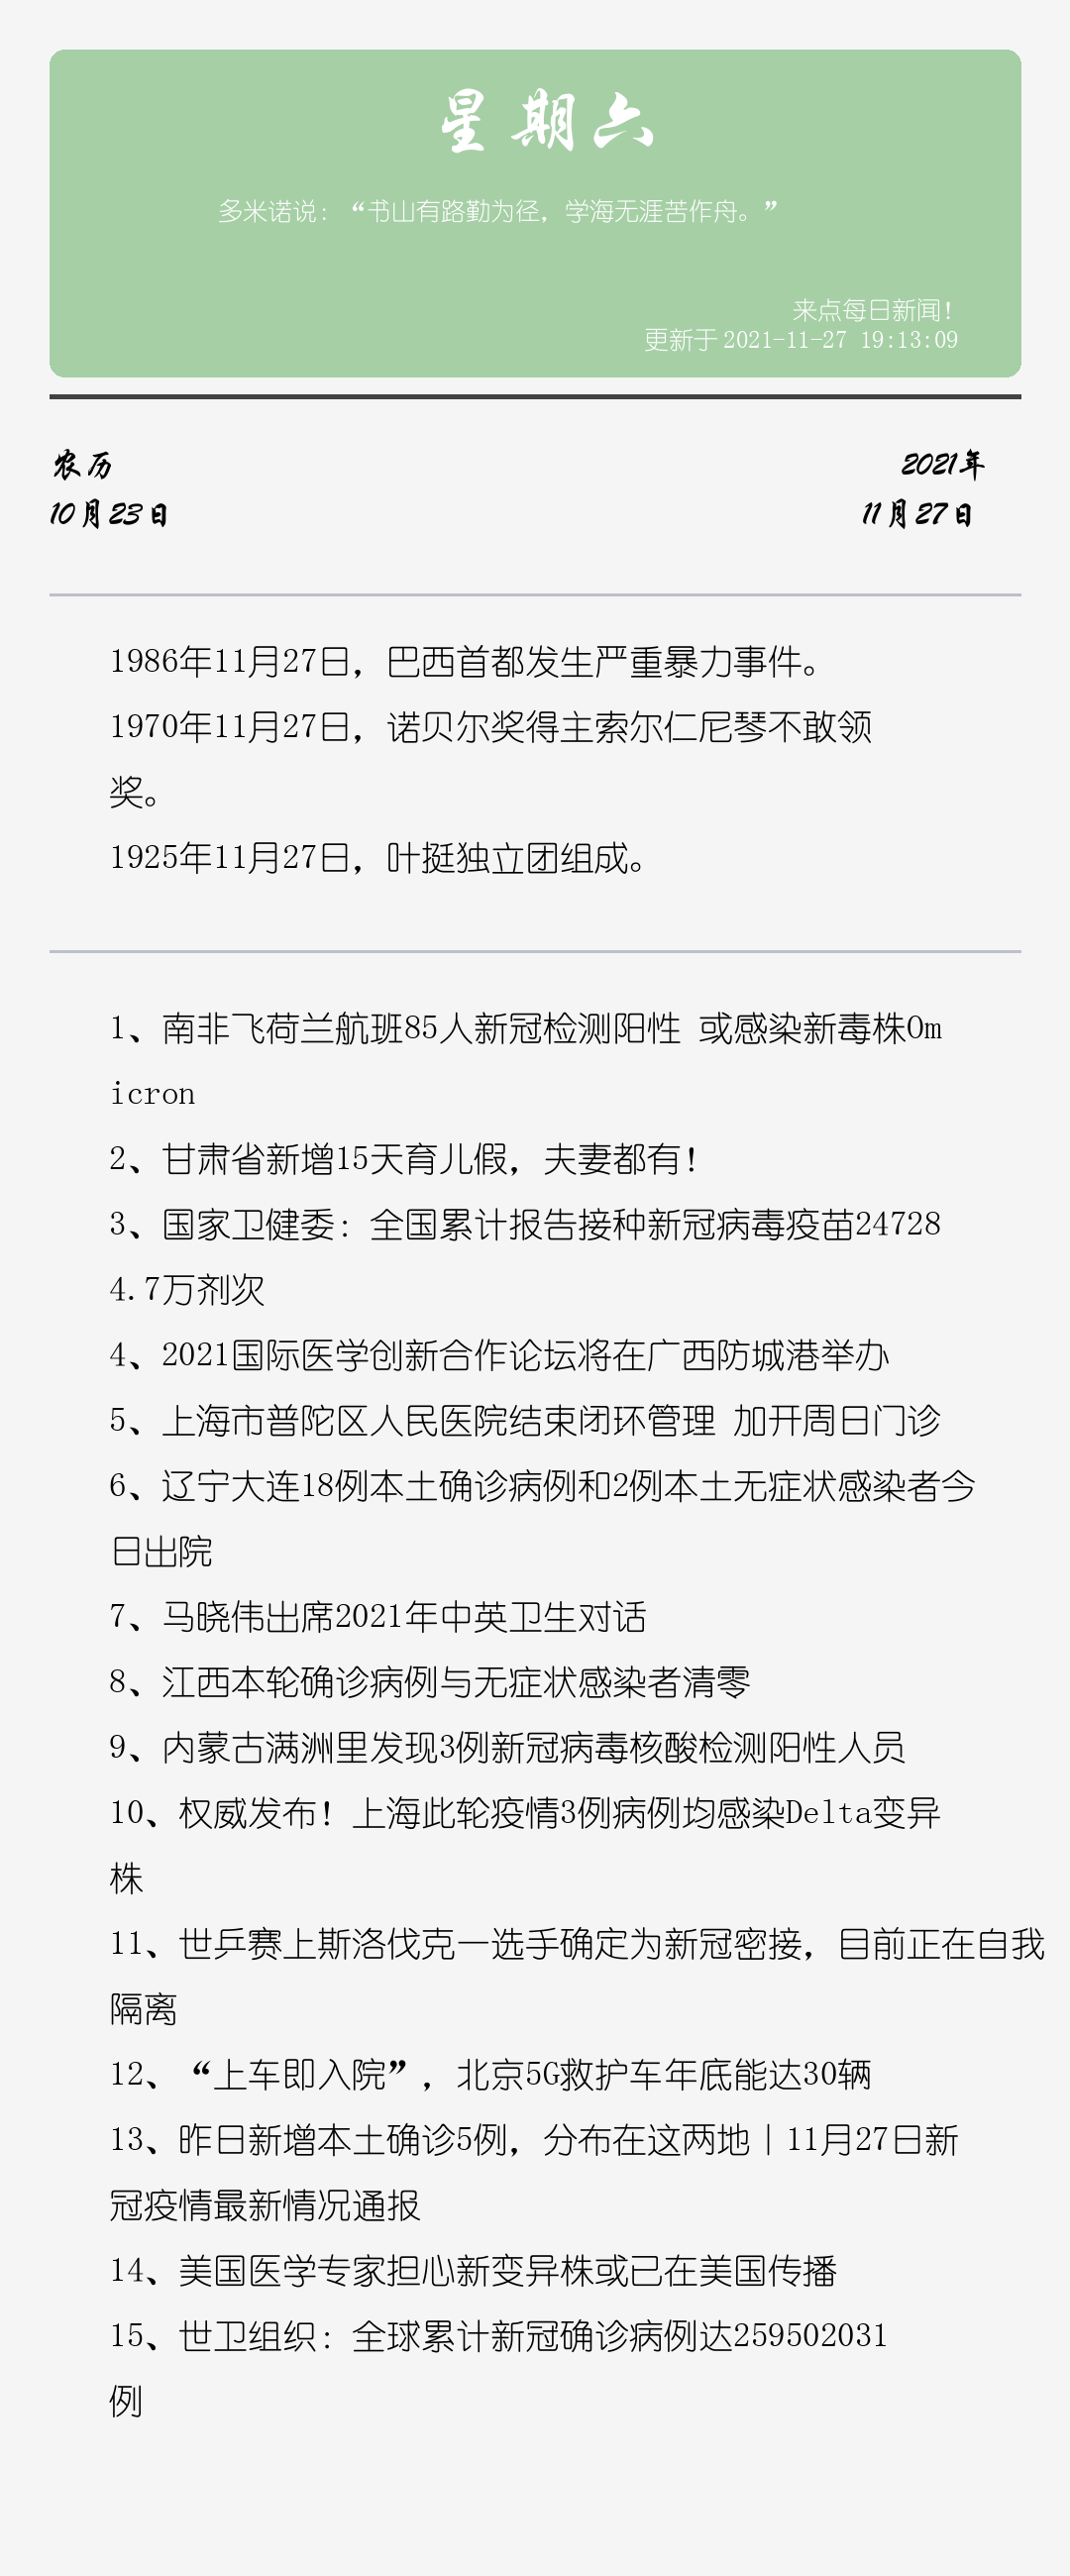 星期六
多米诺说：“书山有路勤为径，学海无涯苦作舟。”
来点每日新闻！
更新于 2021-11-27 19:13:09
农历
2021年
10月23日
11月27日
1986年11月27日，巴西首都发生严重暴力事件。
1970年11月27日，诺贝尔奖得主索尔仁尼琴不敢领
奖。
1925年11月27日，叶挺独立团组成。
1、南非飞荷兰航班85人新冠检测阳性 或感染新毒株Om
icron
2、甘肃省新增15天育儿假，夫妻都有！
3、国家卫健委：全国累计报告接种新冠病毒疫苗24728
4.7万剂次
4、2021国际医学创新合作论坛将在广西防城港举办
5、上海市普陀区人民医院结束闭环管理 加开周日门诊
6、辽宁大连18例本土确诊病例和2例本土无症状感染者今
日出院
7、马晓伟出席2021年中英卫生对话
8、江西本轮确诊病例与无症状感染者清零
9、内蒙古满洲里发现3例新冠病毒核酸检测阳性人员
10、权威发布！上海此轮疫情3例病例均感染Delta变异
株
11、世乒赛上斯洛伐克一选手确定为新冠密接，目前正在自我
隔离
12、“上车即入院”，北京5G救护车年底能达30辆
13、昨日新增本土确诊5例，分布在这两地｜11月27日新
冠疫情最新情况通报
14、美国医学专家担心新变异株或已在美国传播
15、世卫组织：全球累计新冠确诊病例达259502031
例